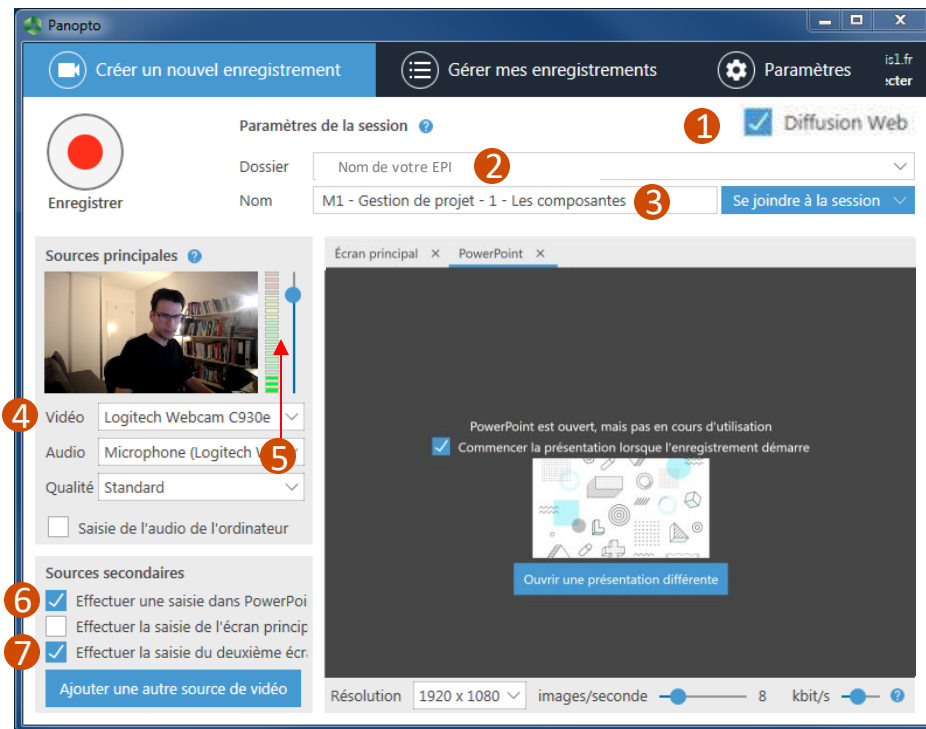 Panopto
Créer un nouvel enregistrement
Gérer mes enregistrements
Paramètres
is1.fr
:cter
Paramètres de la session ?
1
Diffusion Web
Dossier
Nom de votre EPI
2
Enregistrer
Nom
M1 - Gestion de projet - 1 - Les composantes
3
Se joindre à la session
Sources principales ?
Écran principal ×
PowerPoint ×
4
Vidéo
Logitech Webcam C930e
Audio
Microphone (Logitech
5
Qualité
Standard
Saisie de l'audio de l'ordinateur
PowerPoint est ouvert, mais pas en cours d'utilisation
Commencer la présentation lorsque l'enregistrement démarre
Ouvrir une présentation différente
Sources secondaires
6
Effectuer une saisie dans PowerPoi
Effectuer la saisie de l'écran princip
7
Effectuer la saisie du deuxième écr
Ajouter une autre source de vidéo
Résolution
1920 x 1080
images/seconde
8
kbit/s
?